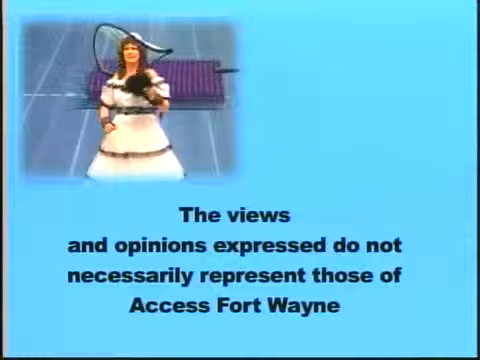 The views
and opinions expressed do not
necessarily represent those of
Access Fort Wayne